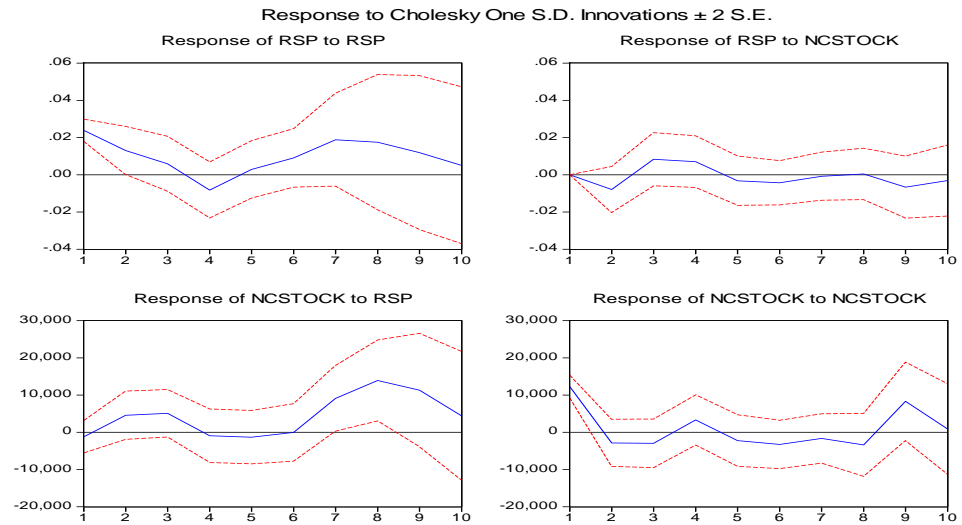 Response to Cholesky One S.D. Innovations ± 2 S.E.
Response of RSP to RSP
.06
.04
.02
.00
-.02
-.04
1 2 3 4 5 6 7 8 9 10
Response of RSP to NCSTOCK
.06
.04
.02
.00
-.02
-.04
1 2 3 4 5 6 7 8 9 10
Response of NCSTOCK to RSP
30,000
20,000
10,000
0
-10,000
-20,000
1 2 3 4 5 6 7 8 9 10
Response of NCSTOCK to NCSTOCK
30,000
20,000
10,000
0
-10,000
-20,000
1 2 3 4 5 6 7 8 9 10